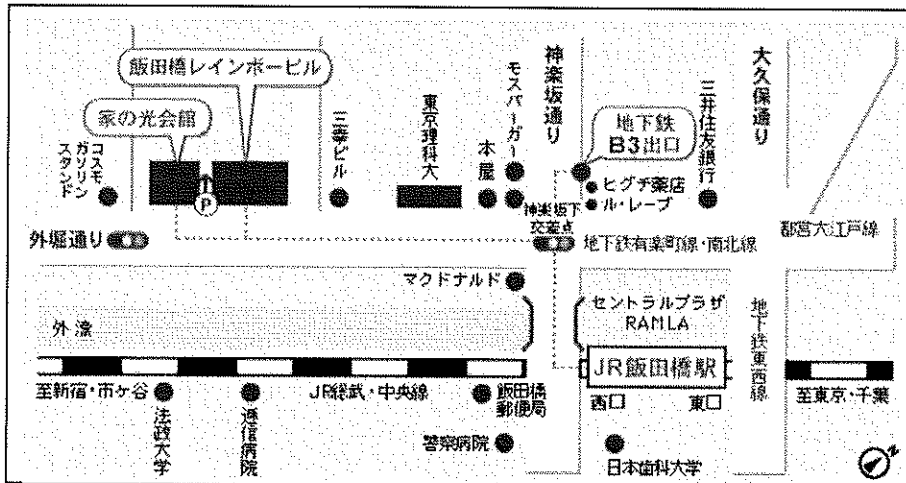 飯田橋レインボービル
家の光会館
コスモ
ガソリン
スタンド
P
三葉ビル
東京理科大
本屋
モスバーガー
神楽坂通り
地下鉄
B3出口
ヒグチ薬店
ル・レーブ
三井住友銀行
大久保通り
外堀通り
神楽坂下
交差点
地下鉄有楽町線・南北線
都営大江戸線
マクドナルド
外濠
セントラルプラザ
RAMLA
地下鉄東西線
JR飯田橋駅
至新宿・市ヶ谷
JR総武・中央線
飯田橋
郵便局
西口
東口
至東京・千葉
法政大学
逓信病院
警察病院
日本歯科大学
N